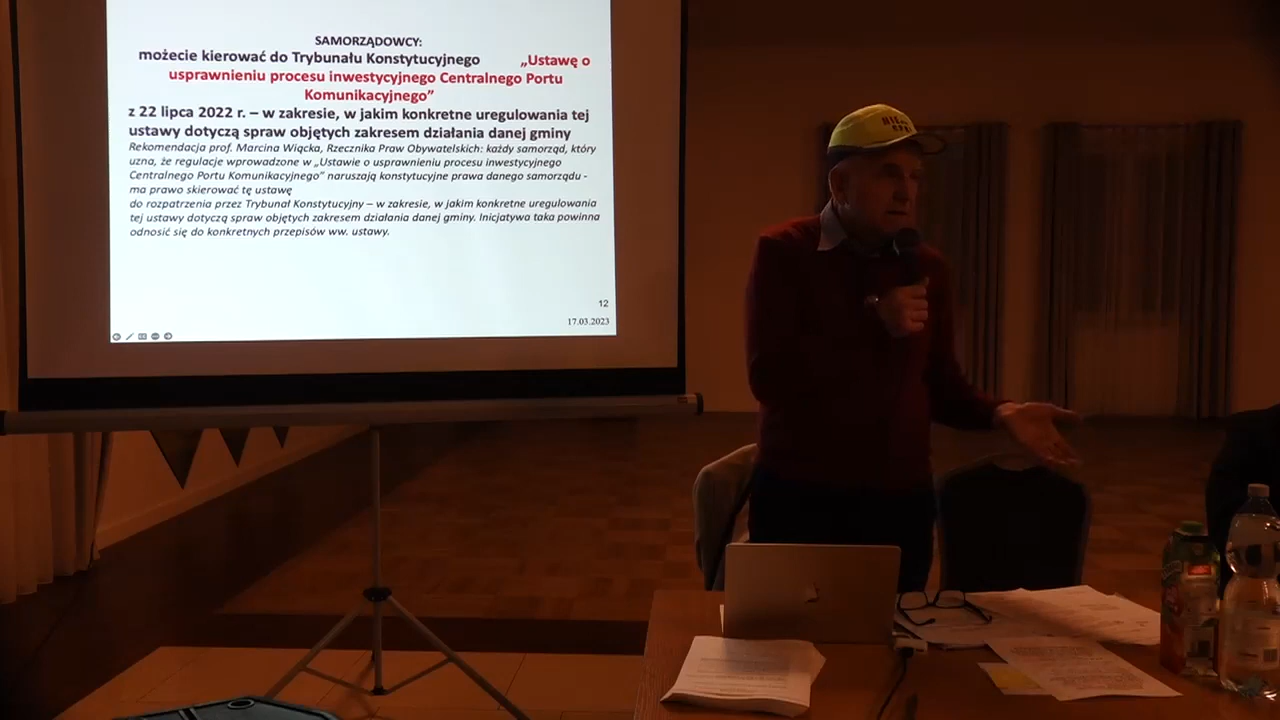 SAMORZĄDOWCY:
możecie kierować do Trybunału Konstytucyjnego „Ustawę o
usprawnieniu procesu inwestycyjnego Centralnego Portu
Komunikacyjnego”
z 22 lipca 2022 r. – w zakresie, w jakim konkretne uregulowania tej
ustawy dotyczą spraw objętych zakresem działania danej gminy
Rekomendacja prof. Marcina Wiącka, Rzecznika Praw Obywatelskich: każdy samorząd, który
uzna, że regulacje wprowadzone w „Ustawie o usprawnieniu procesu inwestycyjnego
Centralnego Portu Komunikacyjnego” naruszają konstytucyjne prawa danego samorządu -
ma prawo skierować tę ustawę
do rozpatrzenia przez Trybunał Konstytucyjny – w zakresie, w jakim konkretne uregulowania
tej ustawy dotyczą spraw objętych zakresem działania danej gminy. Inicjatywa taka powinna
odnosić się do konkretnych przepisów ww. ustawy.
12
17.03.2023